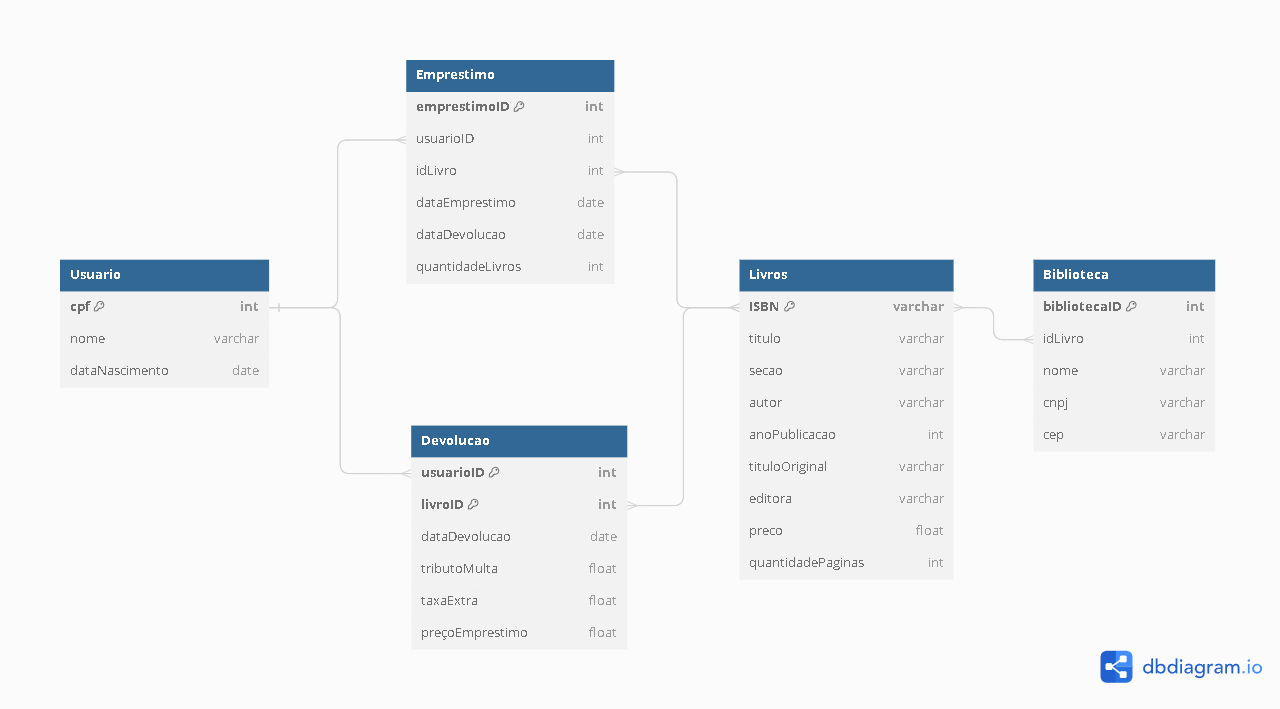 Emprestimo
emprestimoID int
usuarioID int
idLivro int
dataEmprestimo date
dataDevolucao date
quantidadeLivros int
Usuario
cpf int
nome varchar
dataNascimento date
Devolucao
usuarioID int
livroID int
dataDevolucao date
tributoMulta float
taxaExtra float
preçoEmprestimo float
Livros
ISBN varchar
titulo varchar
secao varchar
autor varchar
anoPublicacao int
tituloOriginal varchar
editora varchar
preco float
quantidadePaginas int
Biblioteca
bibliotecaID int
idLivro int
nome varchar
cnpj varchar
cep varchar
dbdiagram.io